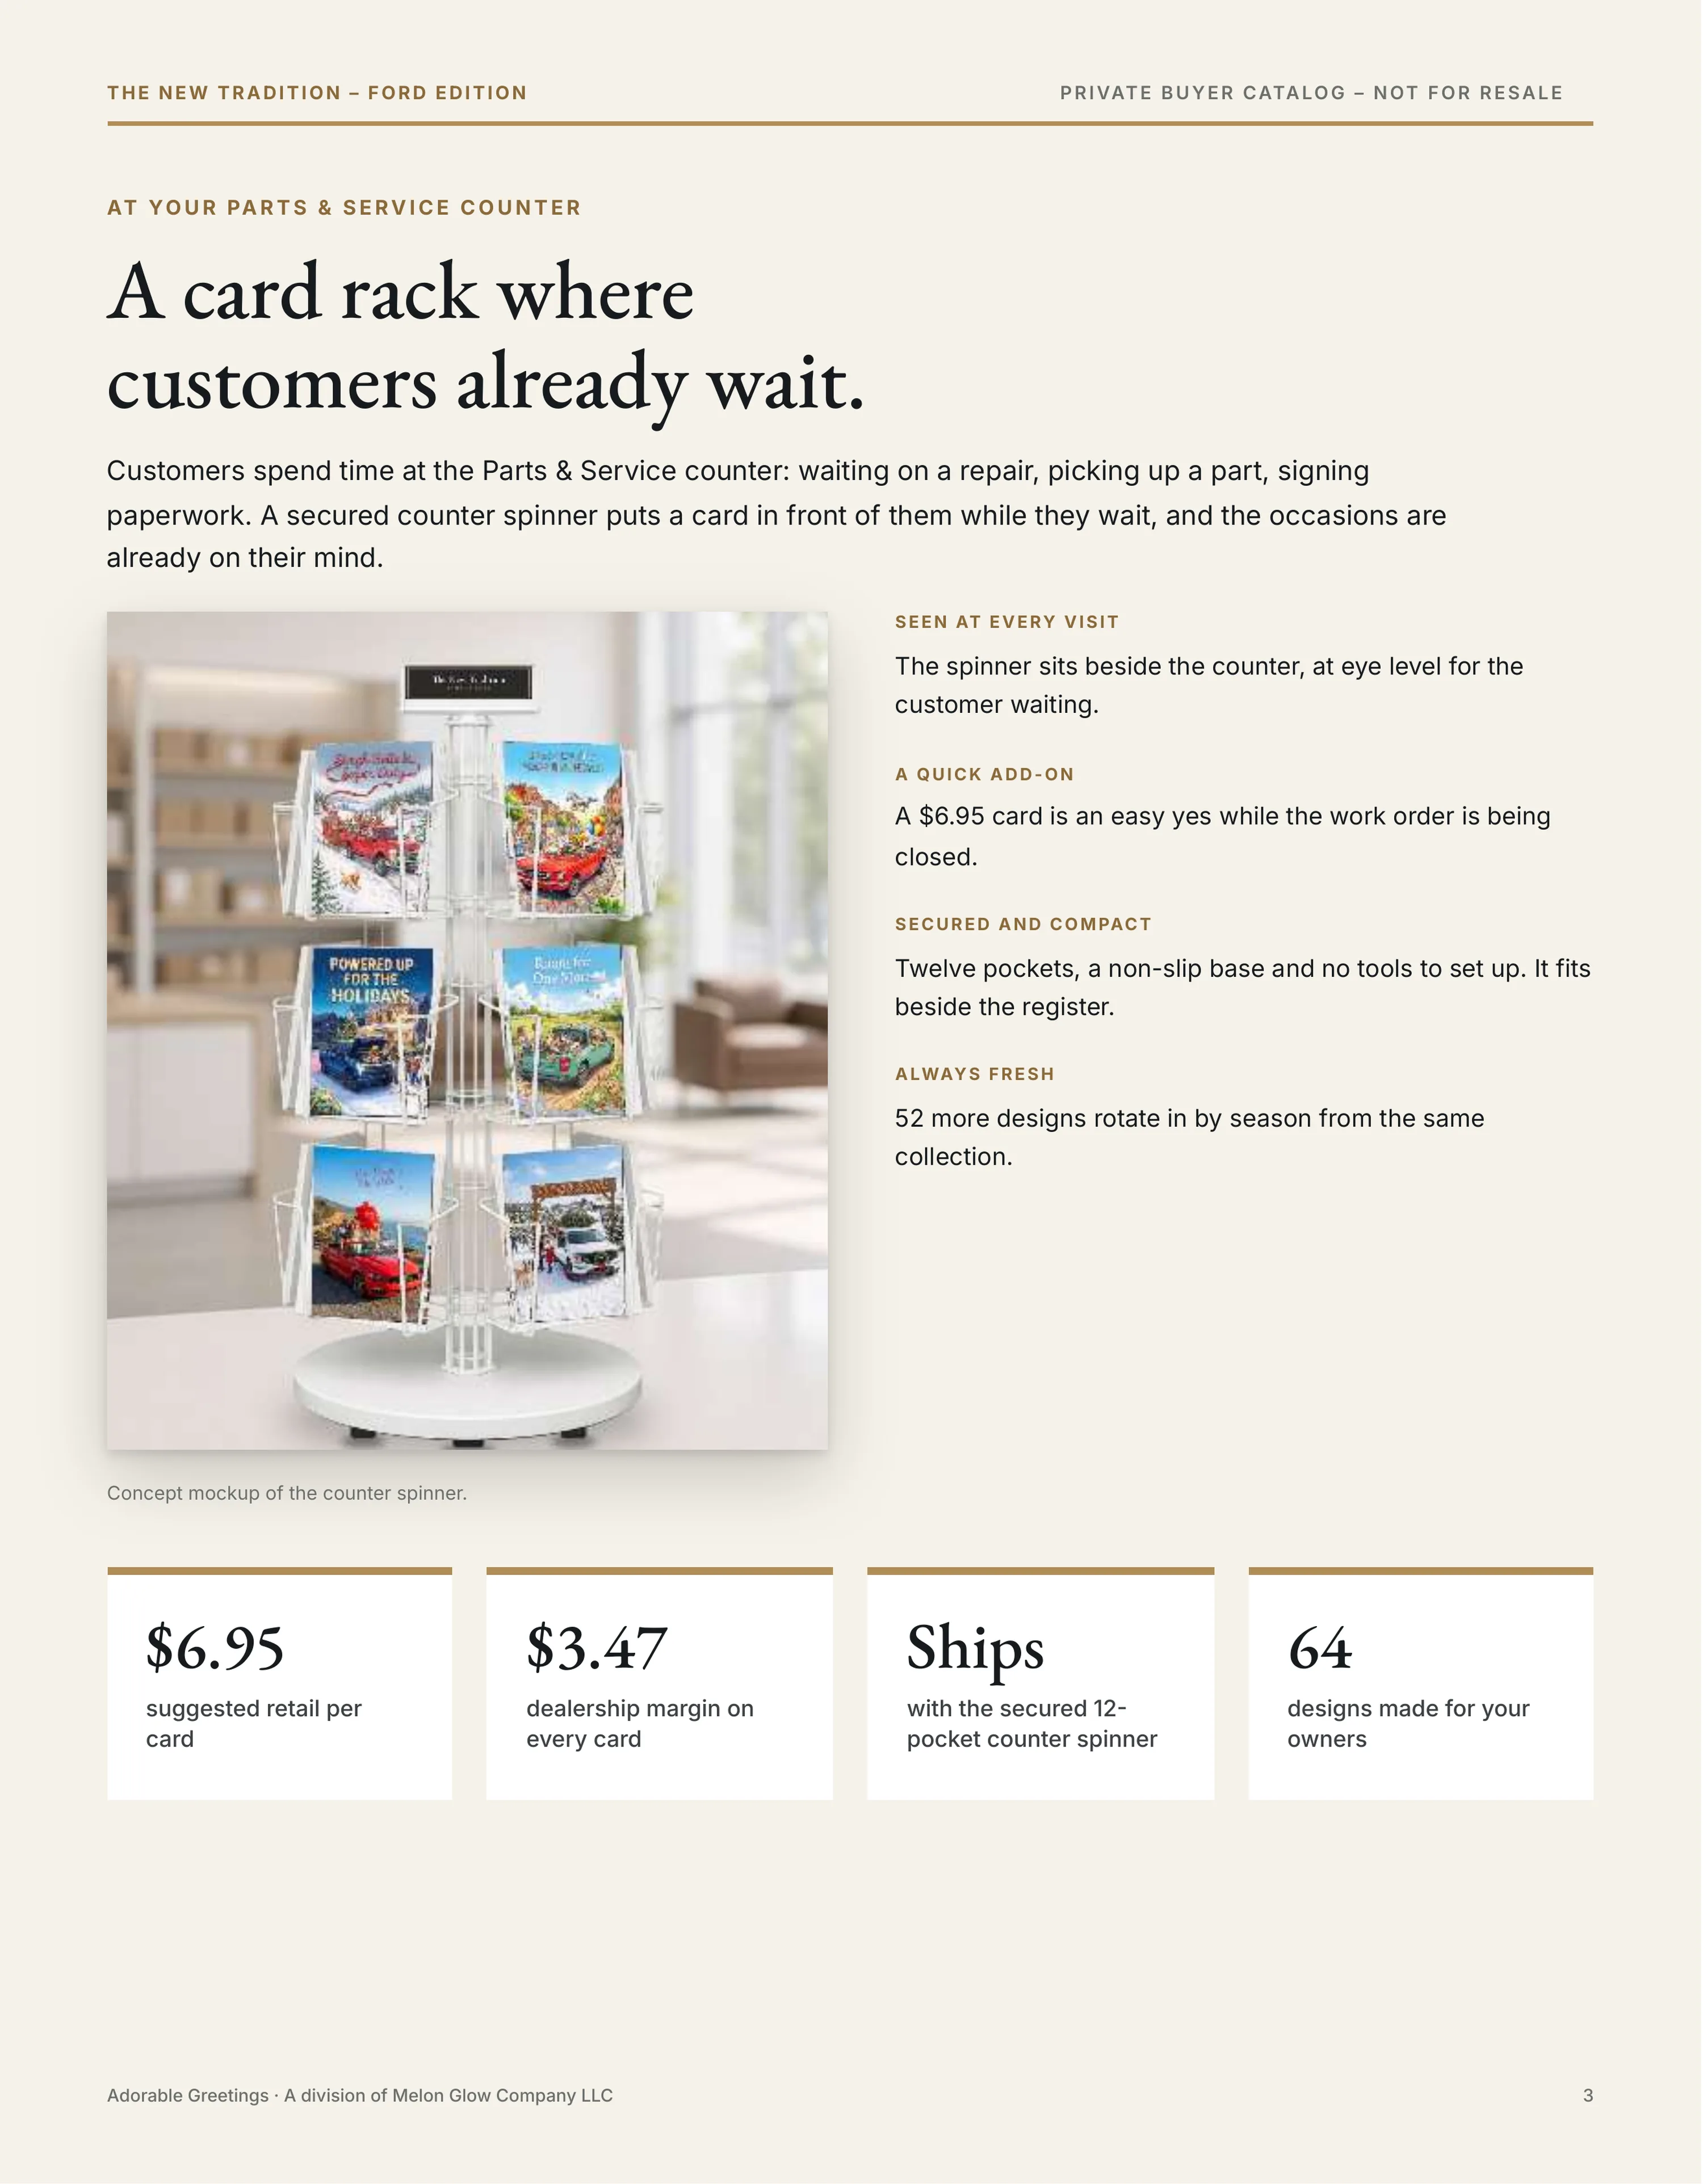 THE NEW TRADITION – FORD EDITION
PRIVATE BUYER CATALOG – NOT FOR RESALE
AT YOUR PARTS & SERVICE COUNTER
A card rack where
customers already wait.
Customers spend time at the Parts & Service counter: waiting on a repair, picking up a part, signing
paperwork. A secured counter spinner puts a card in front of them while they wait, and the occasions are
already on their mind.
POWERED UP
FOR THE
HOLIDAYS
Room for
One More
SEEN AT EVERY VISIT
The spinner sits beside the counter, at eye level for the
customer waiting.
A QUICK ADD-ON
A $6.95 card is an easy yes while the work order is being
closed.
SECURED AND COMPACT
Twelve pockets, a non-slip base and no tools to set up. It fits
beside the register.
ALWAYS FRESH
52 more designs rotate in by season from the same
collection.
Concept mockup of the counter spinner.
$6.95
suggested retail per
card
$3.47
dealership margin on
every card
Ships
with the secured 12-
pocket counter spinner
64
designs made for your
owners
Adorable Greetings · A division of Melon Glow Company LLC
3